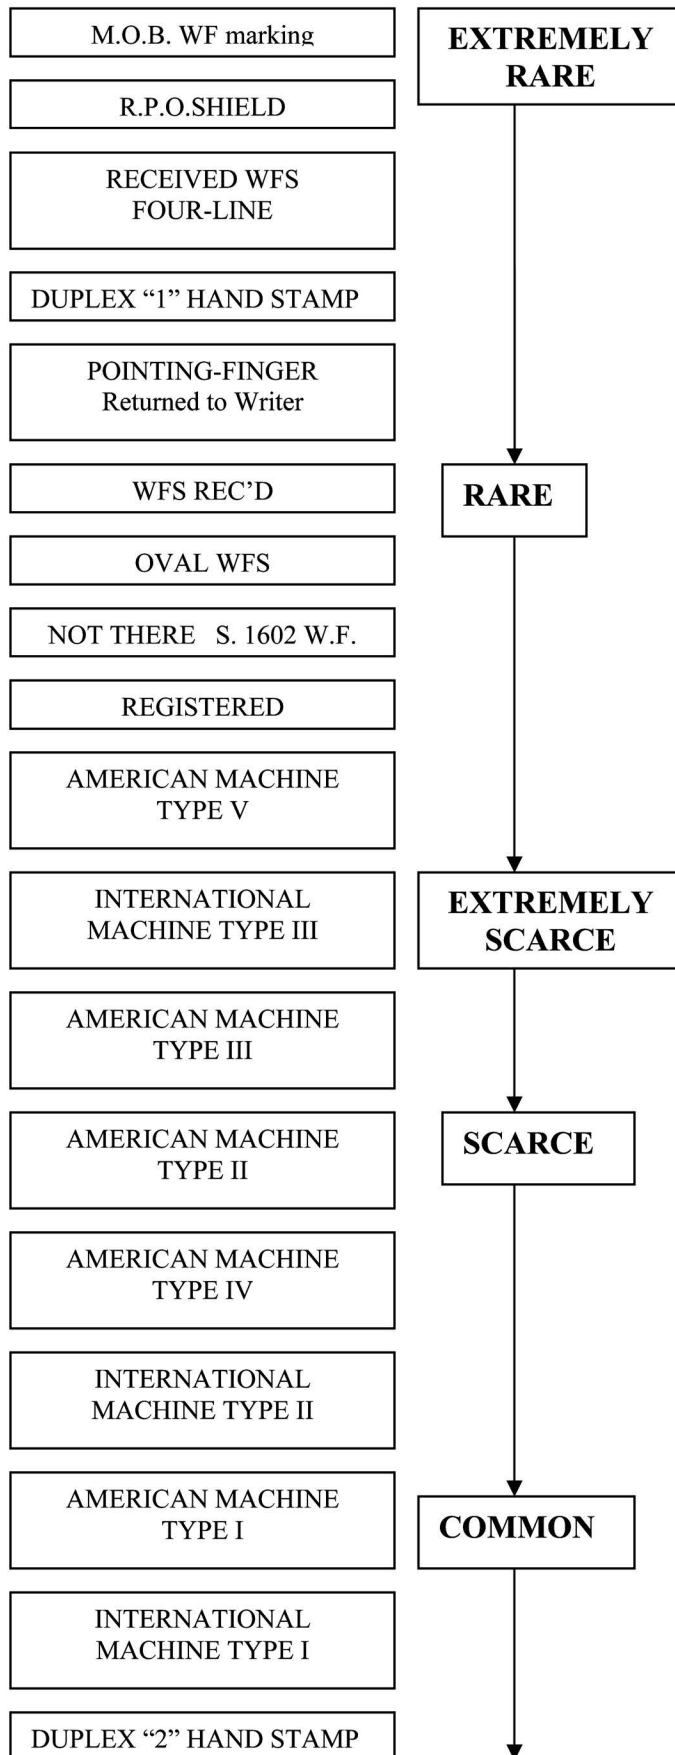 M.O.B. WF marking
EXTREMELY
RARE
R.P.O.SHIELD
RECEIVED WFS
FOUR-LINE
DUPLEX “1” HAND STAMP
POINTING-FINGER
Returned to Writer
WFS REC’D
RARE
OVAL WFS
NOT THERE S. 1602 W.F.
REGISTERED
AMERICAN MACHINE
TYPE V
INTERNATIONAL
MACHINE TYPE III
EXTREMELY
SCARCE
AMERICAN MACHINE
TYPE III
AMERICAN MACHINE
TYPE II
SCARCE
AMERICAN MACHINE
TYPE IV
INTERNATIONAL
MACHINE TYPE II
AMERICAN MACHINE
TYPE I
COMMON
INTERNATIONAL
MACHINE TYPE I
DUPLEX “2” HAND STAMP